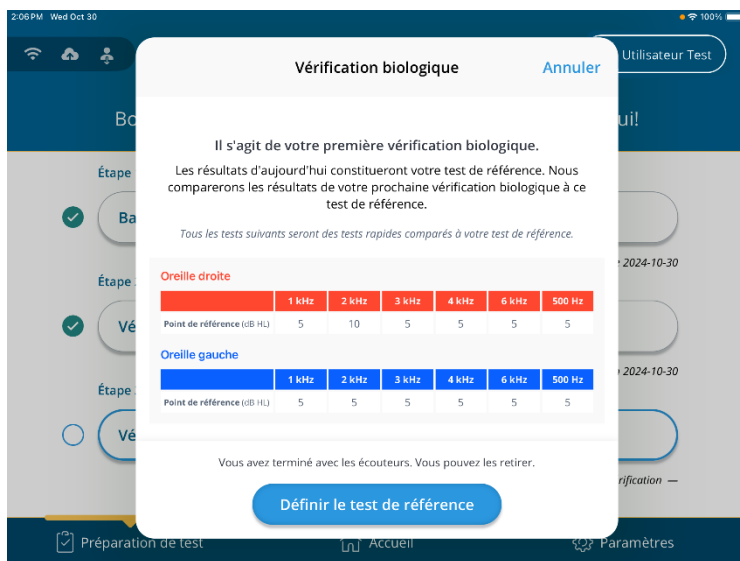 2:06 PM Wed Oct 30
100%
Vérification biologique
Annuler
Utilisateur Test
Bo
ui!
Il s'agit de votre première vérification biologique.
Les résultats d'aujourd'hui constitueront votre test de référence. Nous
comparerons les résultats de votre prochaine vérification biologique à ce
test de référence.
Tous les tests suivants seront des tests rapides comparés à votre test de référence.
Étape
Ba
2024-10-30
Oreille droite
1 kHz 2 kHz 3 kHz 4 kHz 6 kHz 500 Hz
Point de référence (dB HL) 5 10 5 5 5 5
Étape
Vé
2024-10-30
Oreille gauche
1 kHz 2 kHz 3 kHz 4 kHz 6 kHz 500 Hz
Point de référence (dB HL) 5 5 5 5 5 5
Étape
Vé
rification —
Vous avez terminé avec les écouteurs. Vous pouvez les retirer.
Définir le test de référence
Préparation de test
Accueil
Paramètres